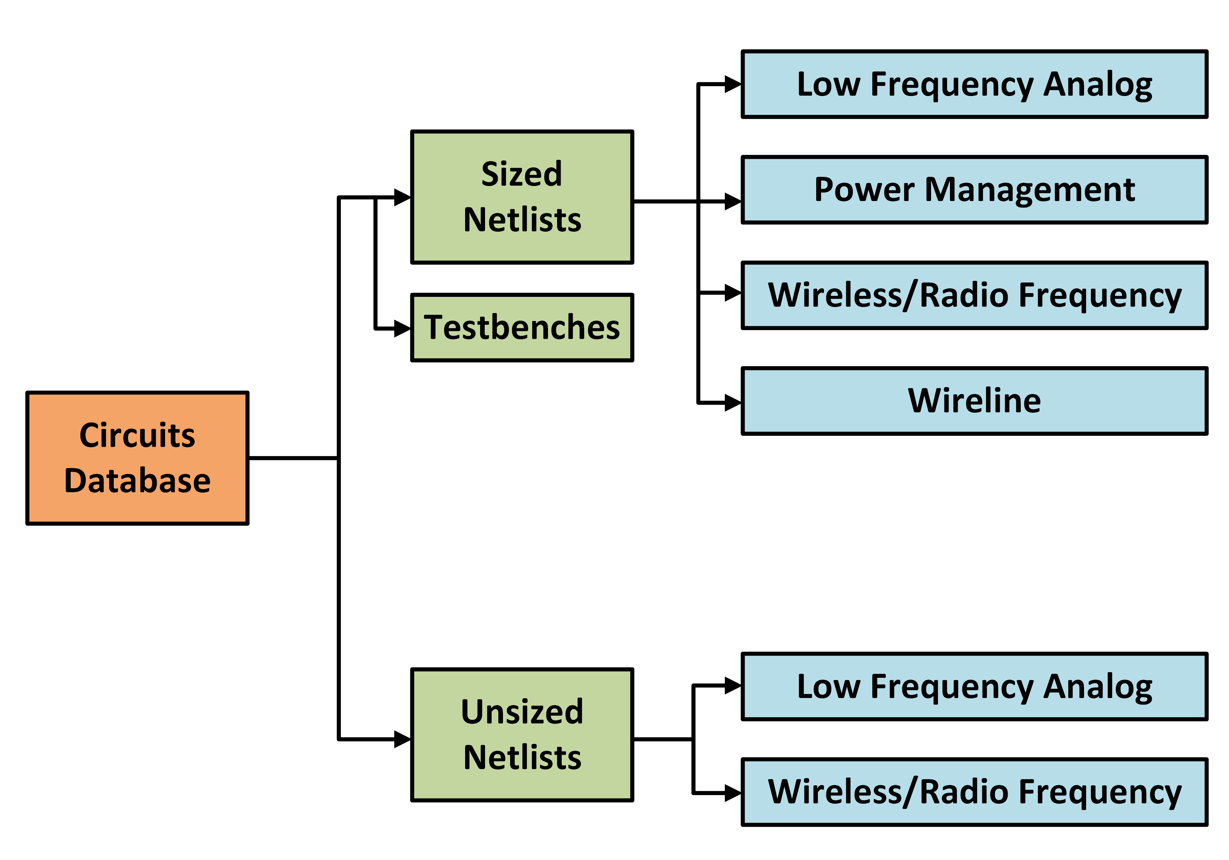 Circuits
Database
Sized
Netlists
Testbenches
Low Frequency Analog
Power Management
Wireless/Radio Frequency
Wireline
Unsized
Netlists
Low Frequency Analog
Wireless/Radio Frequency